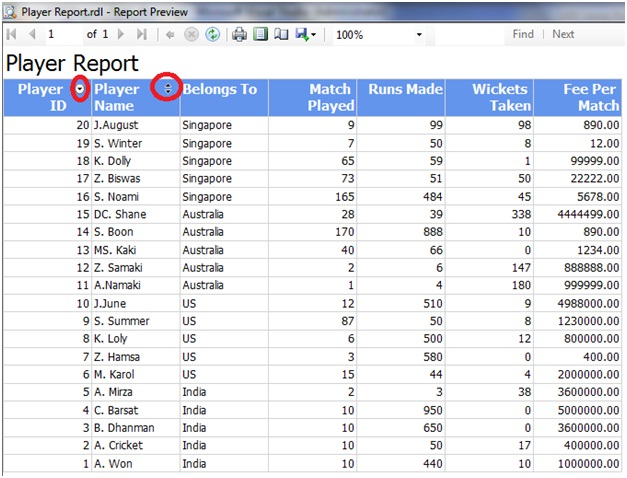 Player Report.rdl - Report Preview
1 of 1 100% Find | Next
Player Report
Player ID Player Name Belongs To Match Played Runs Made Wickets Taken Fee Per Match
20 J.August Singapore 9 99 98 890.00
19 S. Winter Singapore 7 50 8 12.00
18 K. Dolly Singapore 65 59 1 99999.00
17 Z. Biswas Singapore 73 51 50 22222.00
16 S. Noami Singapore 165 484 45 5678.00
15 DC. Shane Australia 28 39 338 4444499.00
14 S. Boon Australia 170 888 10 890.00
13 MS. Kaki Australia 40 66 0 1234.00
12 Z. Samaki Australia 2 6 147 888888.00
11 A.Namaki Australia 1 4 180 999999.00
10 J.June US 12 510 9 4988000.00
9 S. Summer US 87 50 8 1230000.00
8 K. Loly US 6 500 12 800000.00
7 Z. Hamsa US 3 580 0 400.00
6 M. Karol US 15 44 4 2000000.00
5 A. Mirza India 2 3 38 3600000.00
4 C. Barsat India 10 950 0 5000000.00
3 B. Dhanman India 10 650 0 3600000.00
2 A. Cricket India 10 50 17 400000.00
1 A. Won India 10 440 10 1000000.00